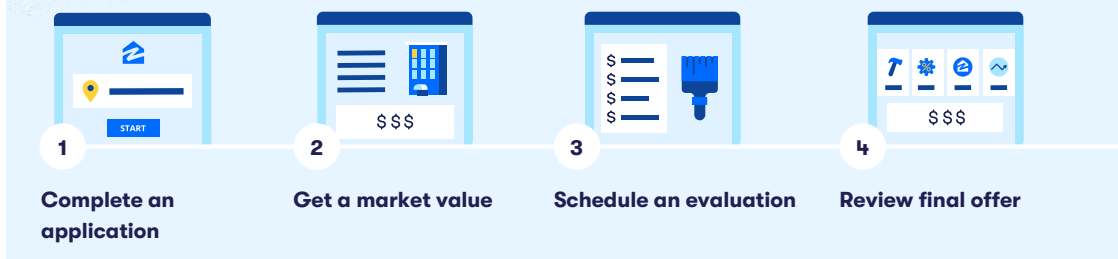 START
$$$
$
$
$
$
$$$
1
2
3
4
Complete an
application
Get a market value
Schedule an evaluation
Review final offer